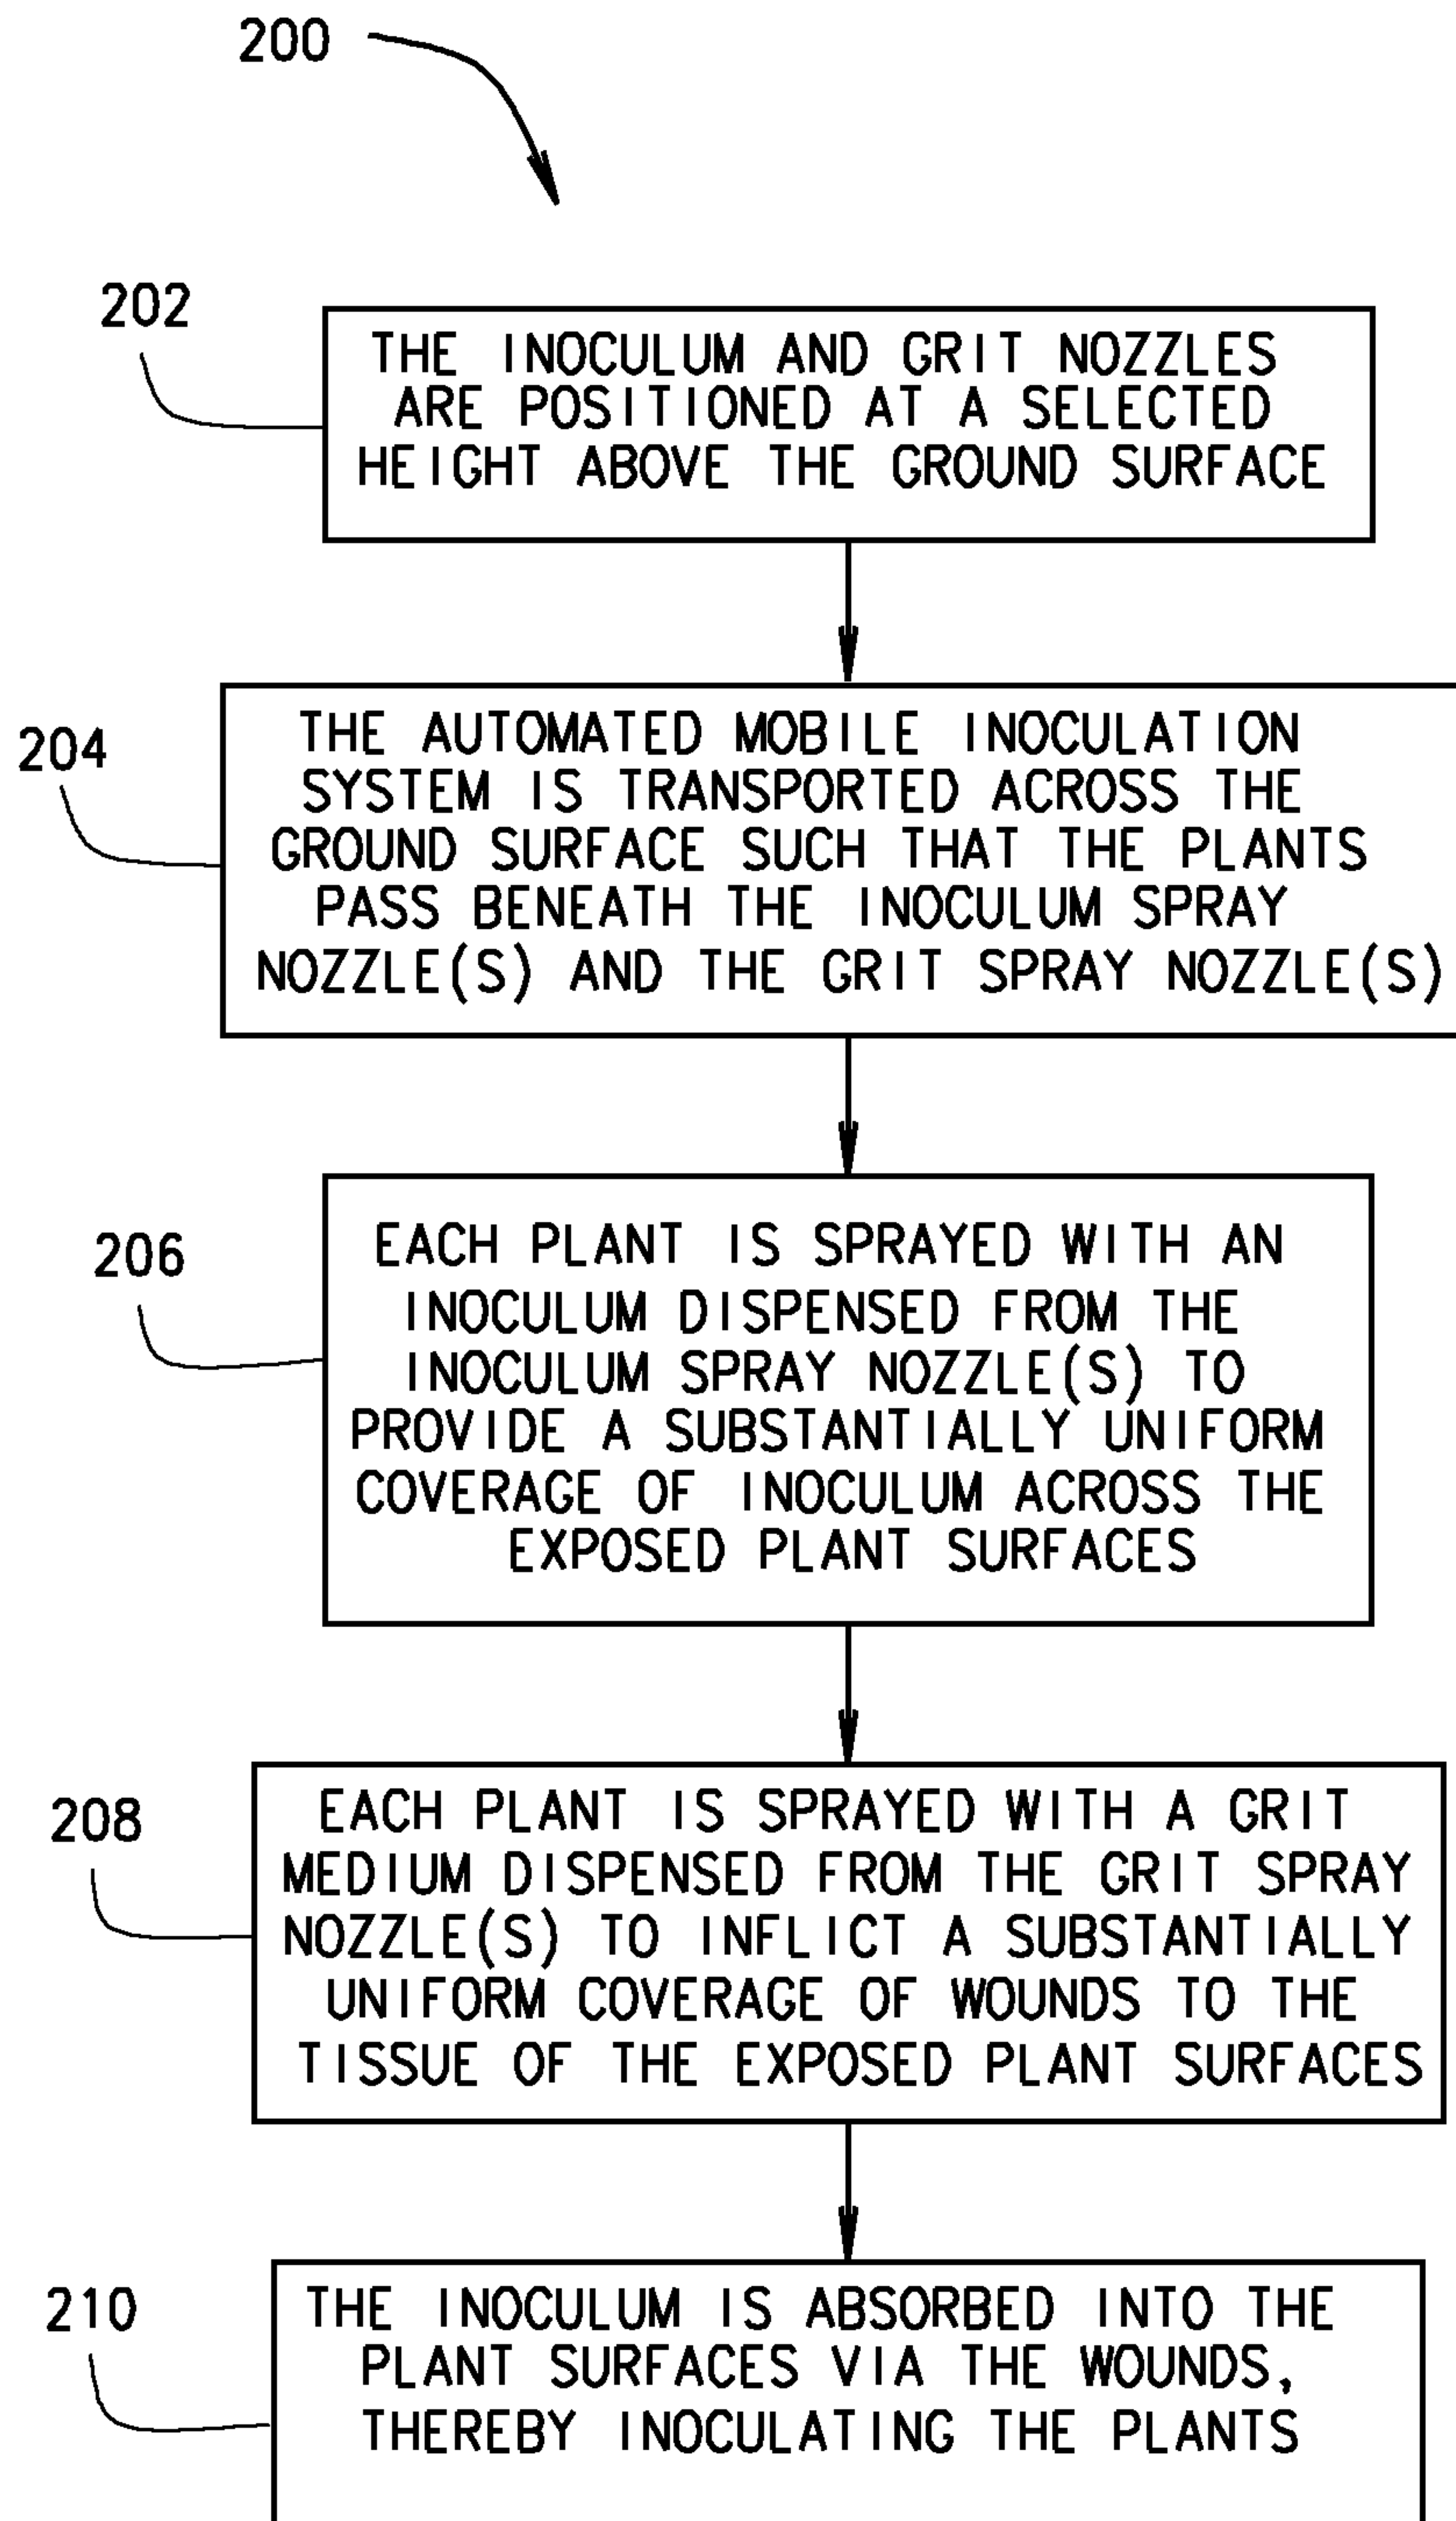 200
202
THE INOCULUM AND GRIT NOZZLES
ARE POSITIONED AT A SELECTED
HEIGHT ABOVE THE GROUND SURFACE
204
THE AUTOMATED MOBILE INOCULATION
SYSTEM IS TRANSPORTED ACROSS THE
GROUND SURFACE SUCH THAT THE PLANTS
PASS BENEATH THE INOCULUM SPRAY
NOZZLE(S) AND THE GRIT SPRAY NOZZLE(S)
206
EACH PLANT IS SPRAYED WITH AN
INOCULUM DISPENSED FROM THE
INOCULUM SPRAY NOZZLE(S) TO
PROVIDE A SUBSTANTIALLY UNIFORM
COVERAGE OF INOCULUM ACROSS THE
EXPOSED PLANT SURFACES
208
EACH PLANT IS SPRAYED WITH A GRIT
MEDIUM DISPENSED FROM THE GRIT SPRAY
NOZZLE(S) TO INFLICT A SUBSTANTIALLY
UNIFORM COVERAGE OF WOUNDS TO THE
TISSUE OF THE EXPOSED PLANT SURFACES
210
THE INOCULUM IS ABSORBED INTO THE
PLANT SURFACES VIA THE WOUNDS,
THEREBY INOCULATING THE PLANTS